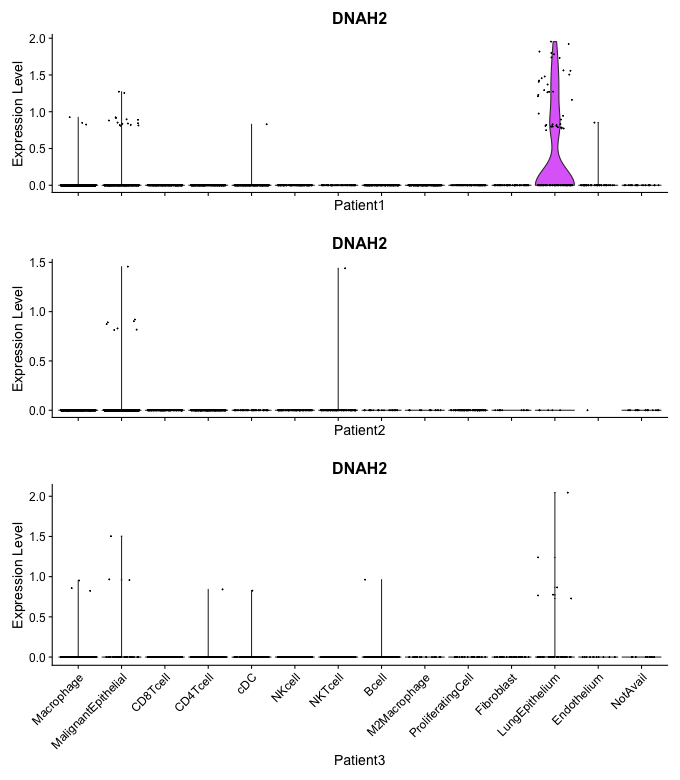 DNAH2
Expression Level
2.0
1.5
1.0
0.5
0.0
Patient1
DNAH2
Expression Level
1.5
1.0
0.5
0.0
Patient2
DNAH2
Expression Level
2.0
1.5
1.0
0.5
0.0
Macrophage
MalignantEpithelial
CD8Tcell
CD4Tcell
cDC
NKcell
NKTcell
Bcell
M2Macrophage
ProliferatingCell
Fibroblast
LungEpithelium
Endothelium
NotAvail
Patient3